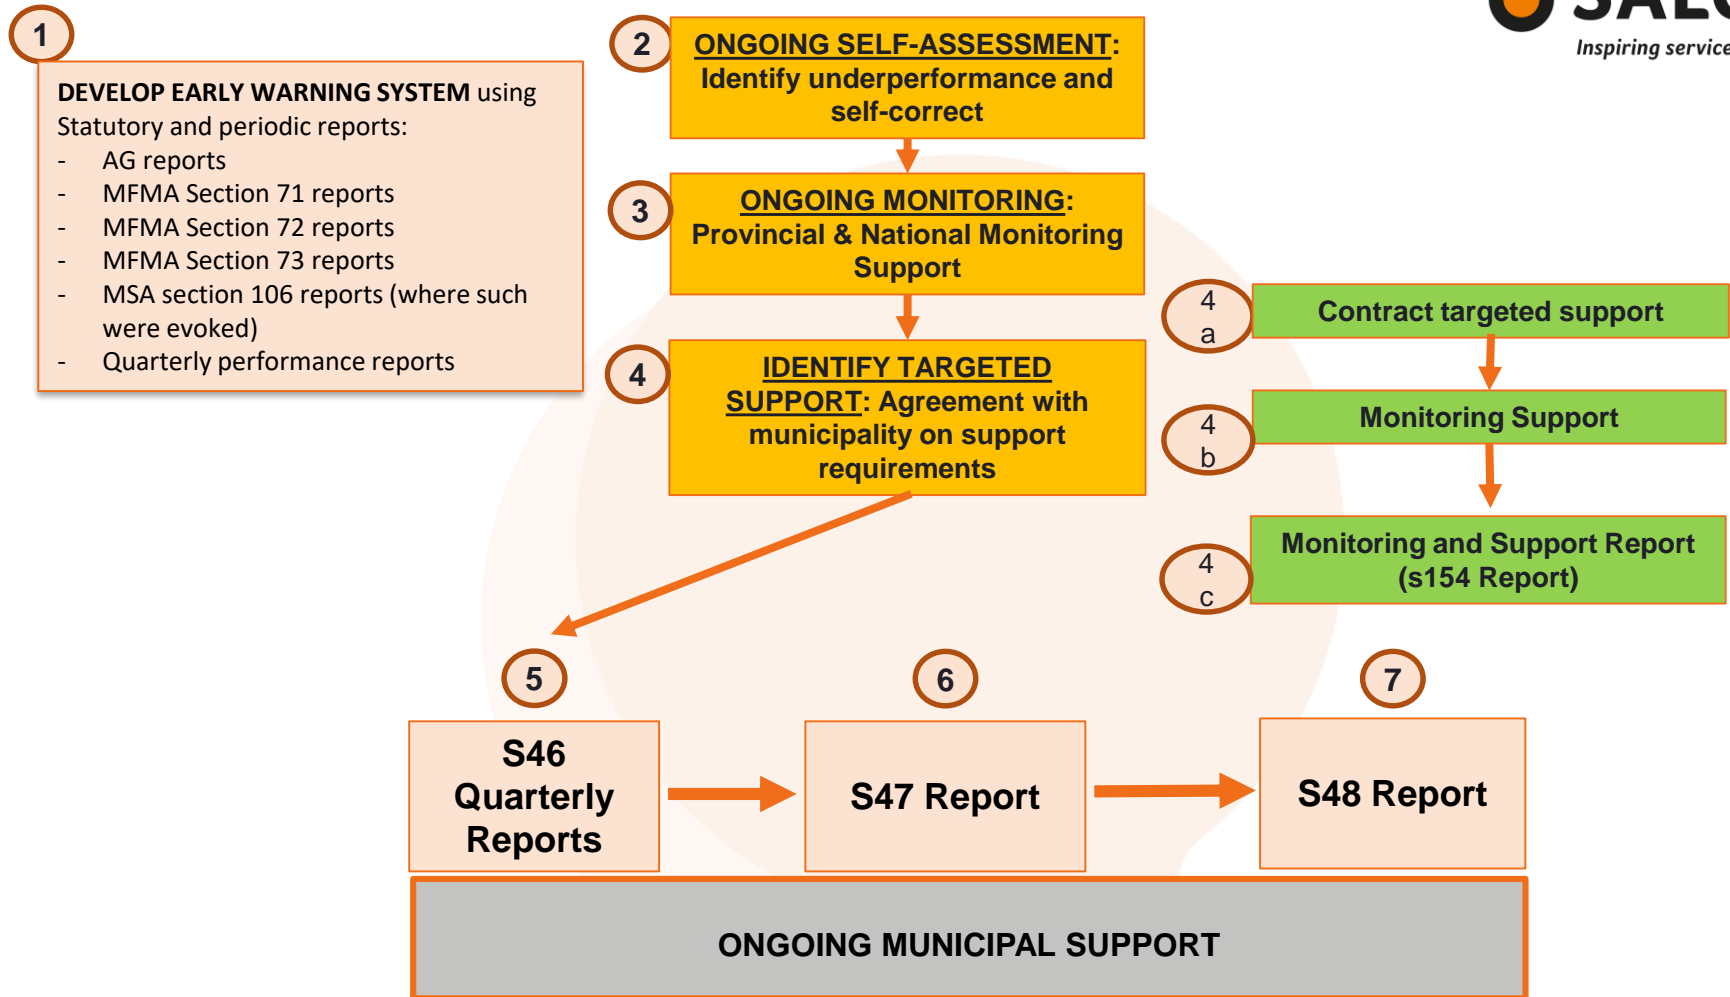 1
DEVELOP EARLY WARNING SYSTEM using
Statutory and periodic reports:
- AG reports
- MFMA Section 71 reports
- MFMA Section 72 reports
- MFMA Section 73 reports
- MSA section 106 reports (where such
were evoked)
- Quarterly performance reports
2
ONGOING SELF-ASSESSMENT:
Identify underperformance and
self-correct
Inspiring service
3
ONGOING MONITORING:
Provincial & National Monitoring
Support
4
IDENTIFY TARGETED
SUPPORT: Agreement with
municipality on support
requirements
4
a
Contract targeted support
4
b
Monitoring Support
4
c
Monitoring and Support Report
(s154 Report)
5
S46
Quarterly
Reports
6
S47 Report
7
S48 Report
ONGOING MUNICIPAL SUPPORT